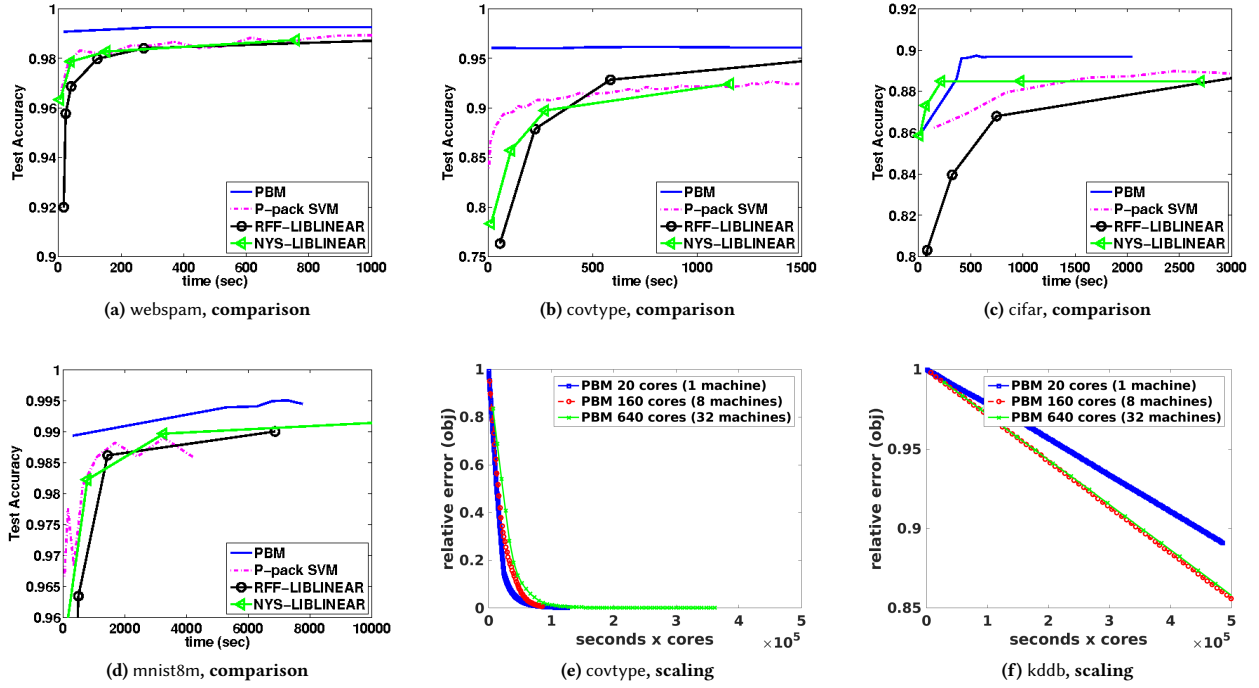 1
0.98
0.96
0.94
0.92
0.9
Test Accuracy
0
200
400
600
800
1000
time (sec)
PBM
P-pack SVM
RFF-LIBLINEAR
NYS-LIBLINEAR
(a) webspam, comparison
1
0.95
0.9
0.85
0.8
0.75
Test Accuracy
0
500
1000
1500
time (sec)
PBM
P-pack SVM
RFF-LIBLINEAR
NYS-LIBLINEAR
(b) covtype, comparison
0.92
0.9
0.88
0.86
0.84
0.82
0.8
Test Accuracy
0
500
1000
1500
2000
2500
3000
time (sec)
PBM
P-pack SVM
RFF-LIBLINEAR
NYS-LIBLINEAR
(c) cifar, comparison
1
0.995
0.99
0.985
0.98
0.975
0.97
0.965
0.96
Test Accuracy
0
2000
4000
6000
8000
10000
time (sec)
PBM
P-pack SVM
RFF-LIBLINEAR
NYS-LIBLINEAR
(d) mnist8m, comparison
1
0.8
0.6
0.4
0.2
0
relative error (obj)
0
1
2
3
4
5
seconds x cores
×10^5
PBM 20 cores (1 machine)
PBM 160 cores (8 machines)
PBM 640 cores (32 machines)
(e) covtype, scaling
1
0.95
0.9
0.85
relative error (obj)
0
1
2
3
4
5
seconds x cores
×10^5
PBM 20 cores (1 machine)
PBM 160 cores (8 machines)
PBM 640 cores (32 machines)
(f) kddb, scaling